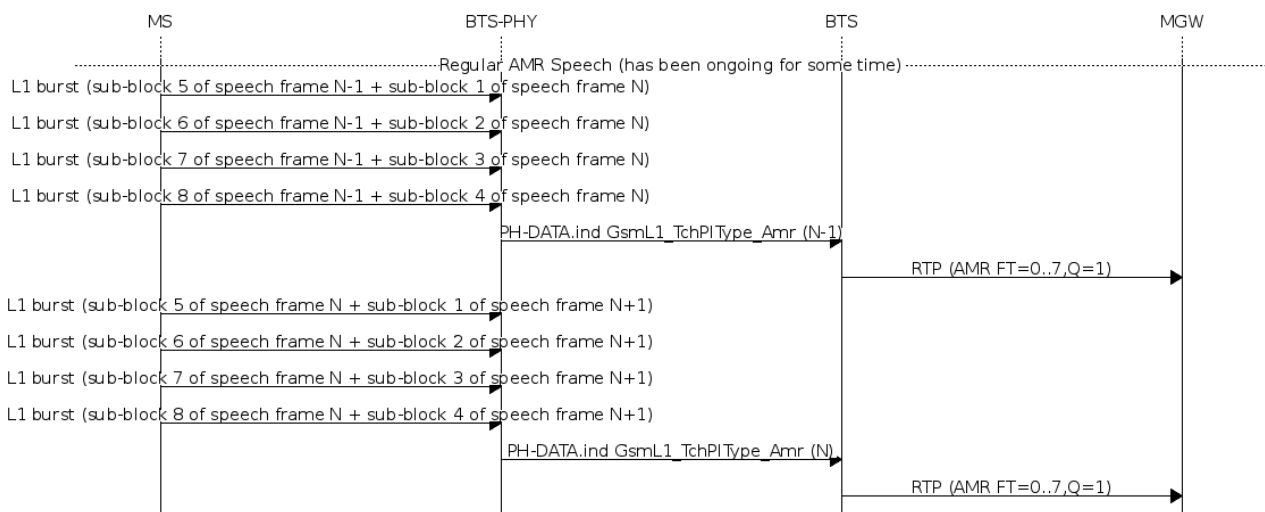 MS BTS-PHY BTS MGW
Regular AMR Speech (has been ongoing for some time)
L1 burst (sub-block 5 of speech frame N-1 + sub-block 1 of speech frame N)
L1 burst (sub-block 6 of speech frame N-1 + sub-block 2 of speech frame N)
L1 burst (sub-block 7 of speech frame N-1 + sub-block 3 of speech frame N)
L1 burst (sub-block 8 of speech frame N-1 + sub-block 4 of speech frame N)
PH-DATA.ind GsmL1_TchPlType_Amr (N-1)
RTP (AMR FT=0..7,Q=1)
L1 burst (sub-block 5 of speech frame N + sub-block 1 of speech frame N+1)
L1 burst (sub-block 6 of speech frame N + sub-block 2 of speech frame N+1)
L1 burst (sub-block 7 of speech frame N + sub-block 3 of speech frame N+1)
L1 burst (sub-block 8 of speech frame N + sub-block 4 of speech frame N+1)
PH-DATA.ind GsmL1_TchPlType_Amr (N)
RTP (AMR FT=0..7,Q=1)